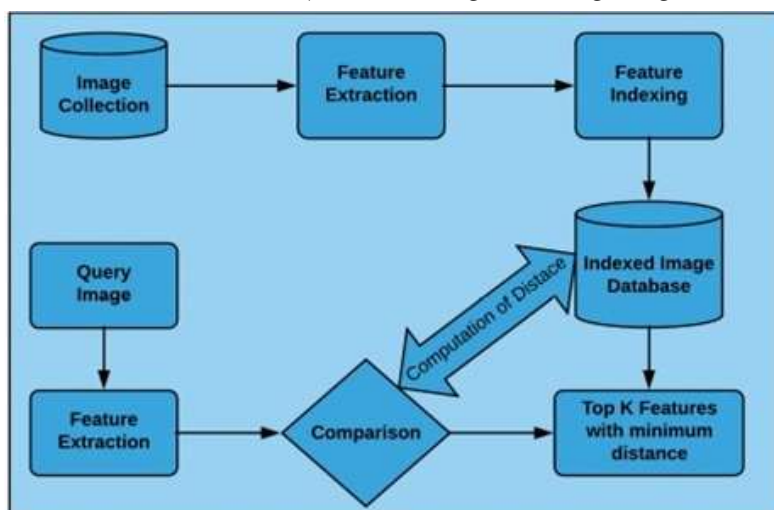 Image
Collection
Feature
Extraction
Feature
Indexing
Query
Image
Computation of Distace
Indexed Image
Database
Feature
Extraction
Comparison
Top K Features
with minimum
distance